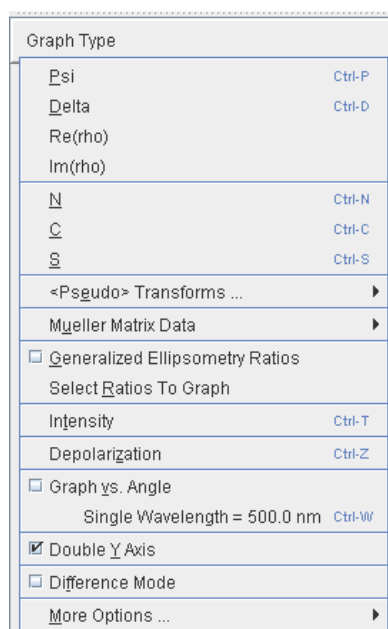 Graph Type
Psi Ctrl-P
Delta Ctrl-D
Re(rho)
Im(rho)
N Ctrl-N
C Ctrl-C
S Ctrl-S
<Pseudo> Transforms ...
Mueller Matrix Data
Generalized Ellipsometry Ratios
Select Ratios To Graph
Intensity Ctrl-T
Depolarization Ctrl-Z
Graph vs. Angle
Single Wavelength = 500.0 nm Ctrl-W
Double Y Axis
Difference Mode
More Options ...